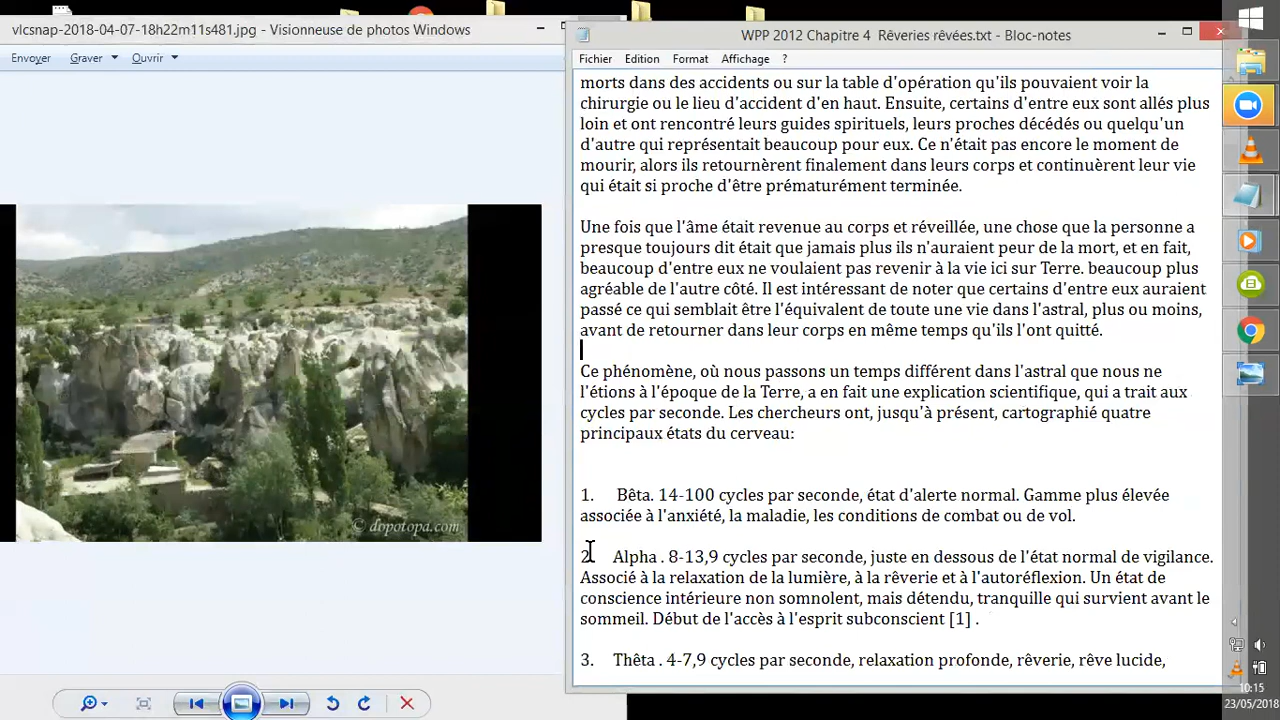 vlcsnap-2018-04-07-18h22m11s481.jpg - Visionneuse de photos Windows
Envoyer Graver Ouvrir
© dopotopa.com
WPP 2012 Chapitre 4 Rêveries rêvées.txt - Bloc-notes
Fichier Edition Format Affichage ?
morts dans des accidents ou sur la table d'opération qu'ils pouvaient voir la
chirurgie ou le lieu d'accident d'en haut. Ensuite, certains d'entre eux sont allés plus
loin et ont rencontré leurs guides spirituels, leurs proches décédés ou quelqu'un
d'autre qui représentait beaucoup pour eux. Ce n'était pas encore le moment de
mourir, alors ils retournèrent finalement dans leurs corps et continuèrent leur vie
qui était si proche d'être prématurément terminée.
Une fois que l'âme était revenue au corps et réveillée, une chose que la personne a
presque toujours dit était que jamais plus ils n'auraient peur de la mort, et en fait,
beaucoup d'entre eux ne voulaient pas revenir à la vie ici sur Terre. beaucoup plus
agréable de l'autre côté. Il est intéressant de noter que certains d'entre eux auraient
passé ce qui semblait être l'équivalent de toute une vie dans l'astral, plus ou moins,
avant de retourner dans leur corps en même temps qu'ils l'ont quitté.
Ce phénomène, où nous passons un temps différent dans l'astral que nous ne
l'étions à l'époque de la Terre, a en fait une explication scientifique, qui a trait aux
cycles par seconde. Les chercheurs ont, jusqu'à présent, cartographié quatre
principaux états du cerveau:
1. Bêta. 14-100 cycles par seconde, état d'alerte normal. Gamme plus élevée
associée à l'anxiété, la maladie, les conditions de combat ou de vol.
2. Alpha . 8-13,9 cycles par seconde, juste en dessous de l'état normal de vigilance.
Associé à la relaxation de la lumière, à la rêverie et à l'autoréflexion. Un état de
conscience intérieure non somnolent, mais détendu, tranquille qui survient avant le
sommeil. Début de l'accès à l'esprit subconscient [1] .
3. Thêta . 4-7,9 cycles par seconde, relaxation profonde, rêverie, rêve lucide,
10:15
23/05/2018